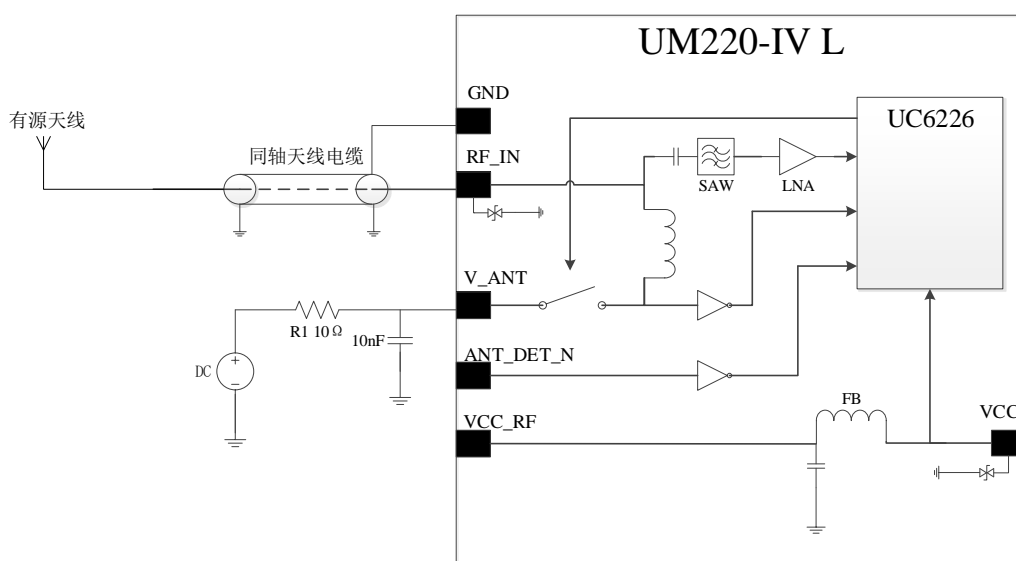 UM220-IV L
GND
UC6226
有源天线
同轴天线电缆
RF_IN
SAW
LNA
V_ANT
R1 10Ω
10nF
ANT_DET_N
DC
+
−
FB
VCC_RF
VCC